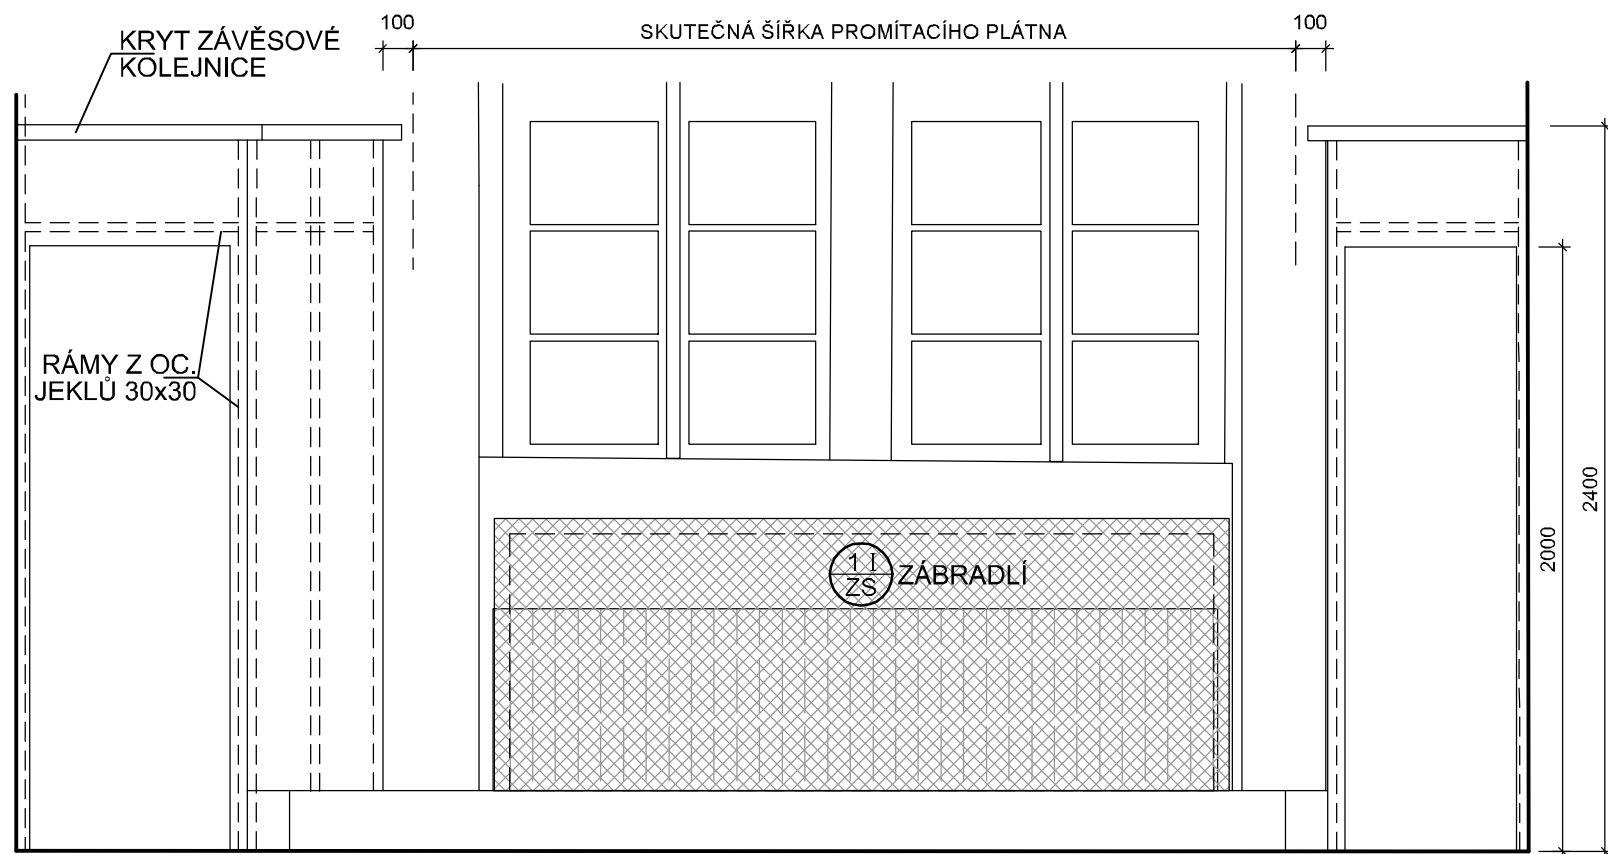 100
SKUTEČNÁ ŠÍŘKA PROMÍTACÍHO PLÁTNA
100
KRYT ZÁVĚSOVÉ
KOLEJNICE
RÁMY Z OC.
JEKLŮ 30x30
1 I
ZS
ZÁBRADLÍ
2000
2400